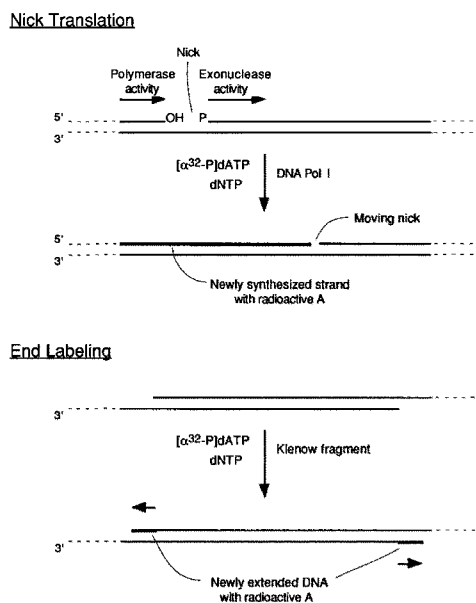 Nick Translation
Nick
Polymerase activity
Exonuclease activity
OH P
5'
3'
[α³²-P]dATP
dNTP
DNA Pol I
Moving nick
5'
3'
Newly synthesized strand
with radioactive A
End Labeling
3'
[α³²-P]dATP
dNTP
Klenow fragment
3'
Newly extended DNA
with radioactive A